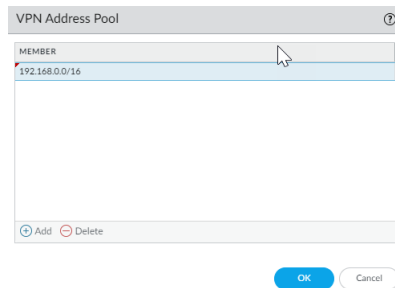 VPN Address Pool
MEMBER
192.168.0.0/16
Add Delete
OK Cancel